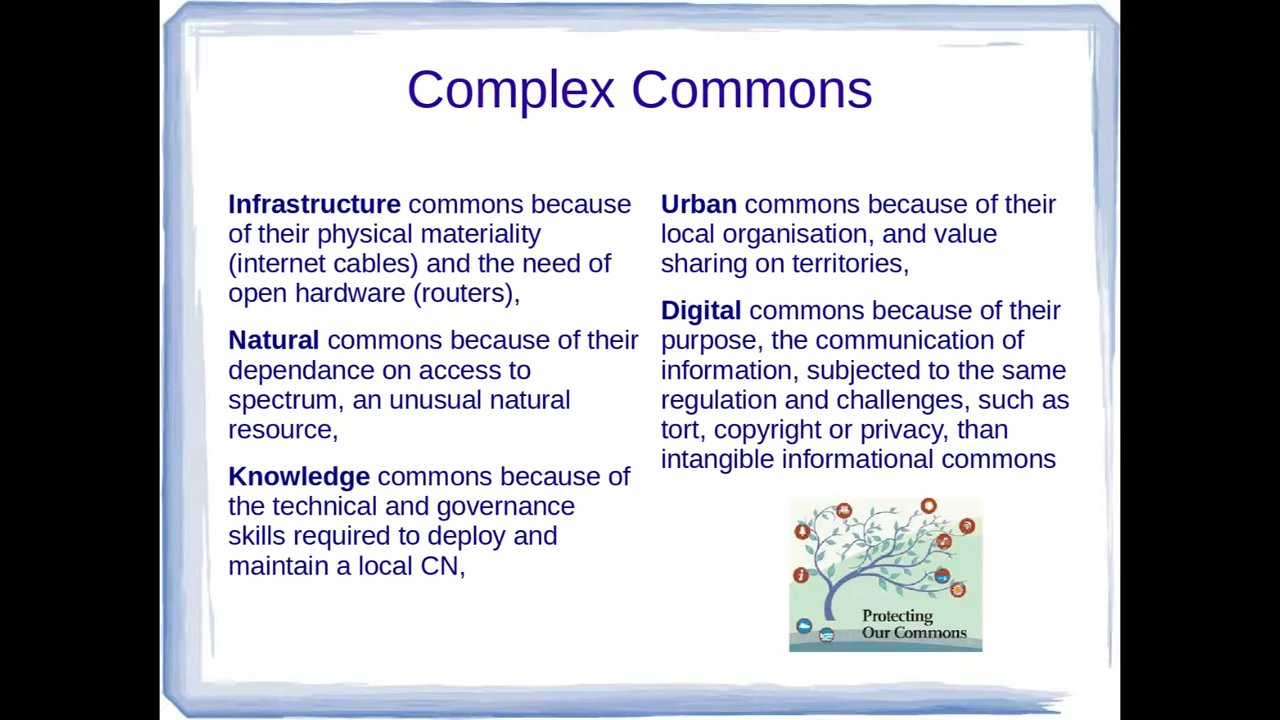 Complex Commons
Infrastructure commons because
of their physical materiality
(internet cables) and the need of
open hardware (routers),
Natural commons because of their
dependance on access to
spectrum, an unusual natural
resource,
Knowledge commons because of
the technical and governance
skills required to deploy and
maintain a local CN,
Urban commons because of their
local organisation, and value
sharing on territories,
Digital commons because of their
purpose, the communication of
information, subjected to the same
regulation and challenges, such as
tort, copyright or privacy, than
intangible informational commons
Protecting
Our Commons